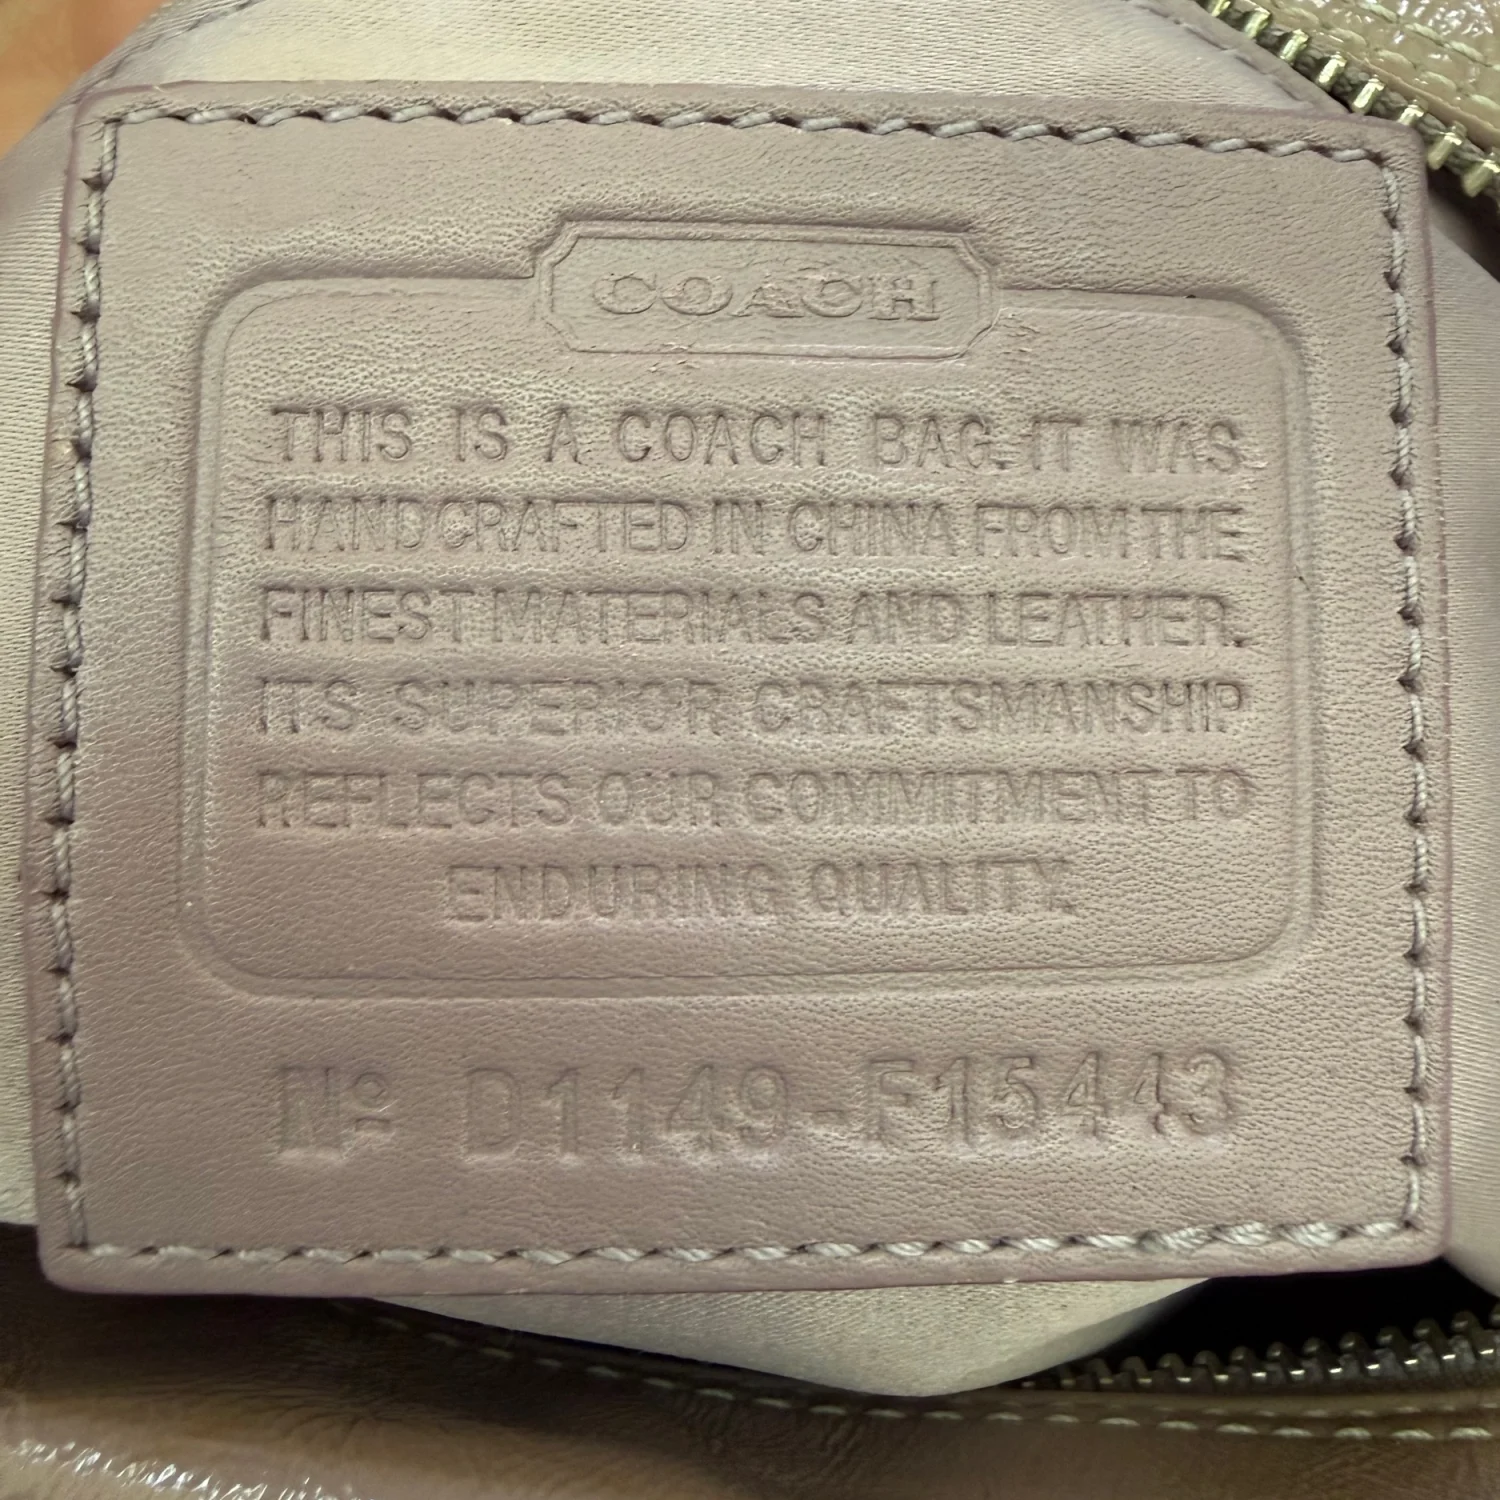 COACH
THIS IS A COACH BAG. IT WAS
HANDCRAFTED IN CHINA FROM THE
FINEST MATERIALS AND LEATHER.
ITS SUPERIOR CRAFTSMANSHIP
REFLECTS OUR COMMITMENT TO
ENDURING QUALITY.
Nº D1149-F15443